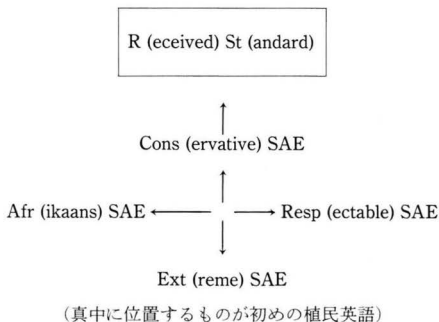 R (eceived) St (andard)
Cons (ervative) SAE
Afr (ikaans) SAE
Resp (ectable) SAE
Ext (reme) SAE
(真中に位置するものが初めの植民英語)